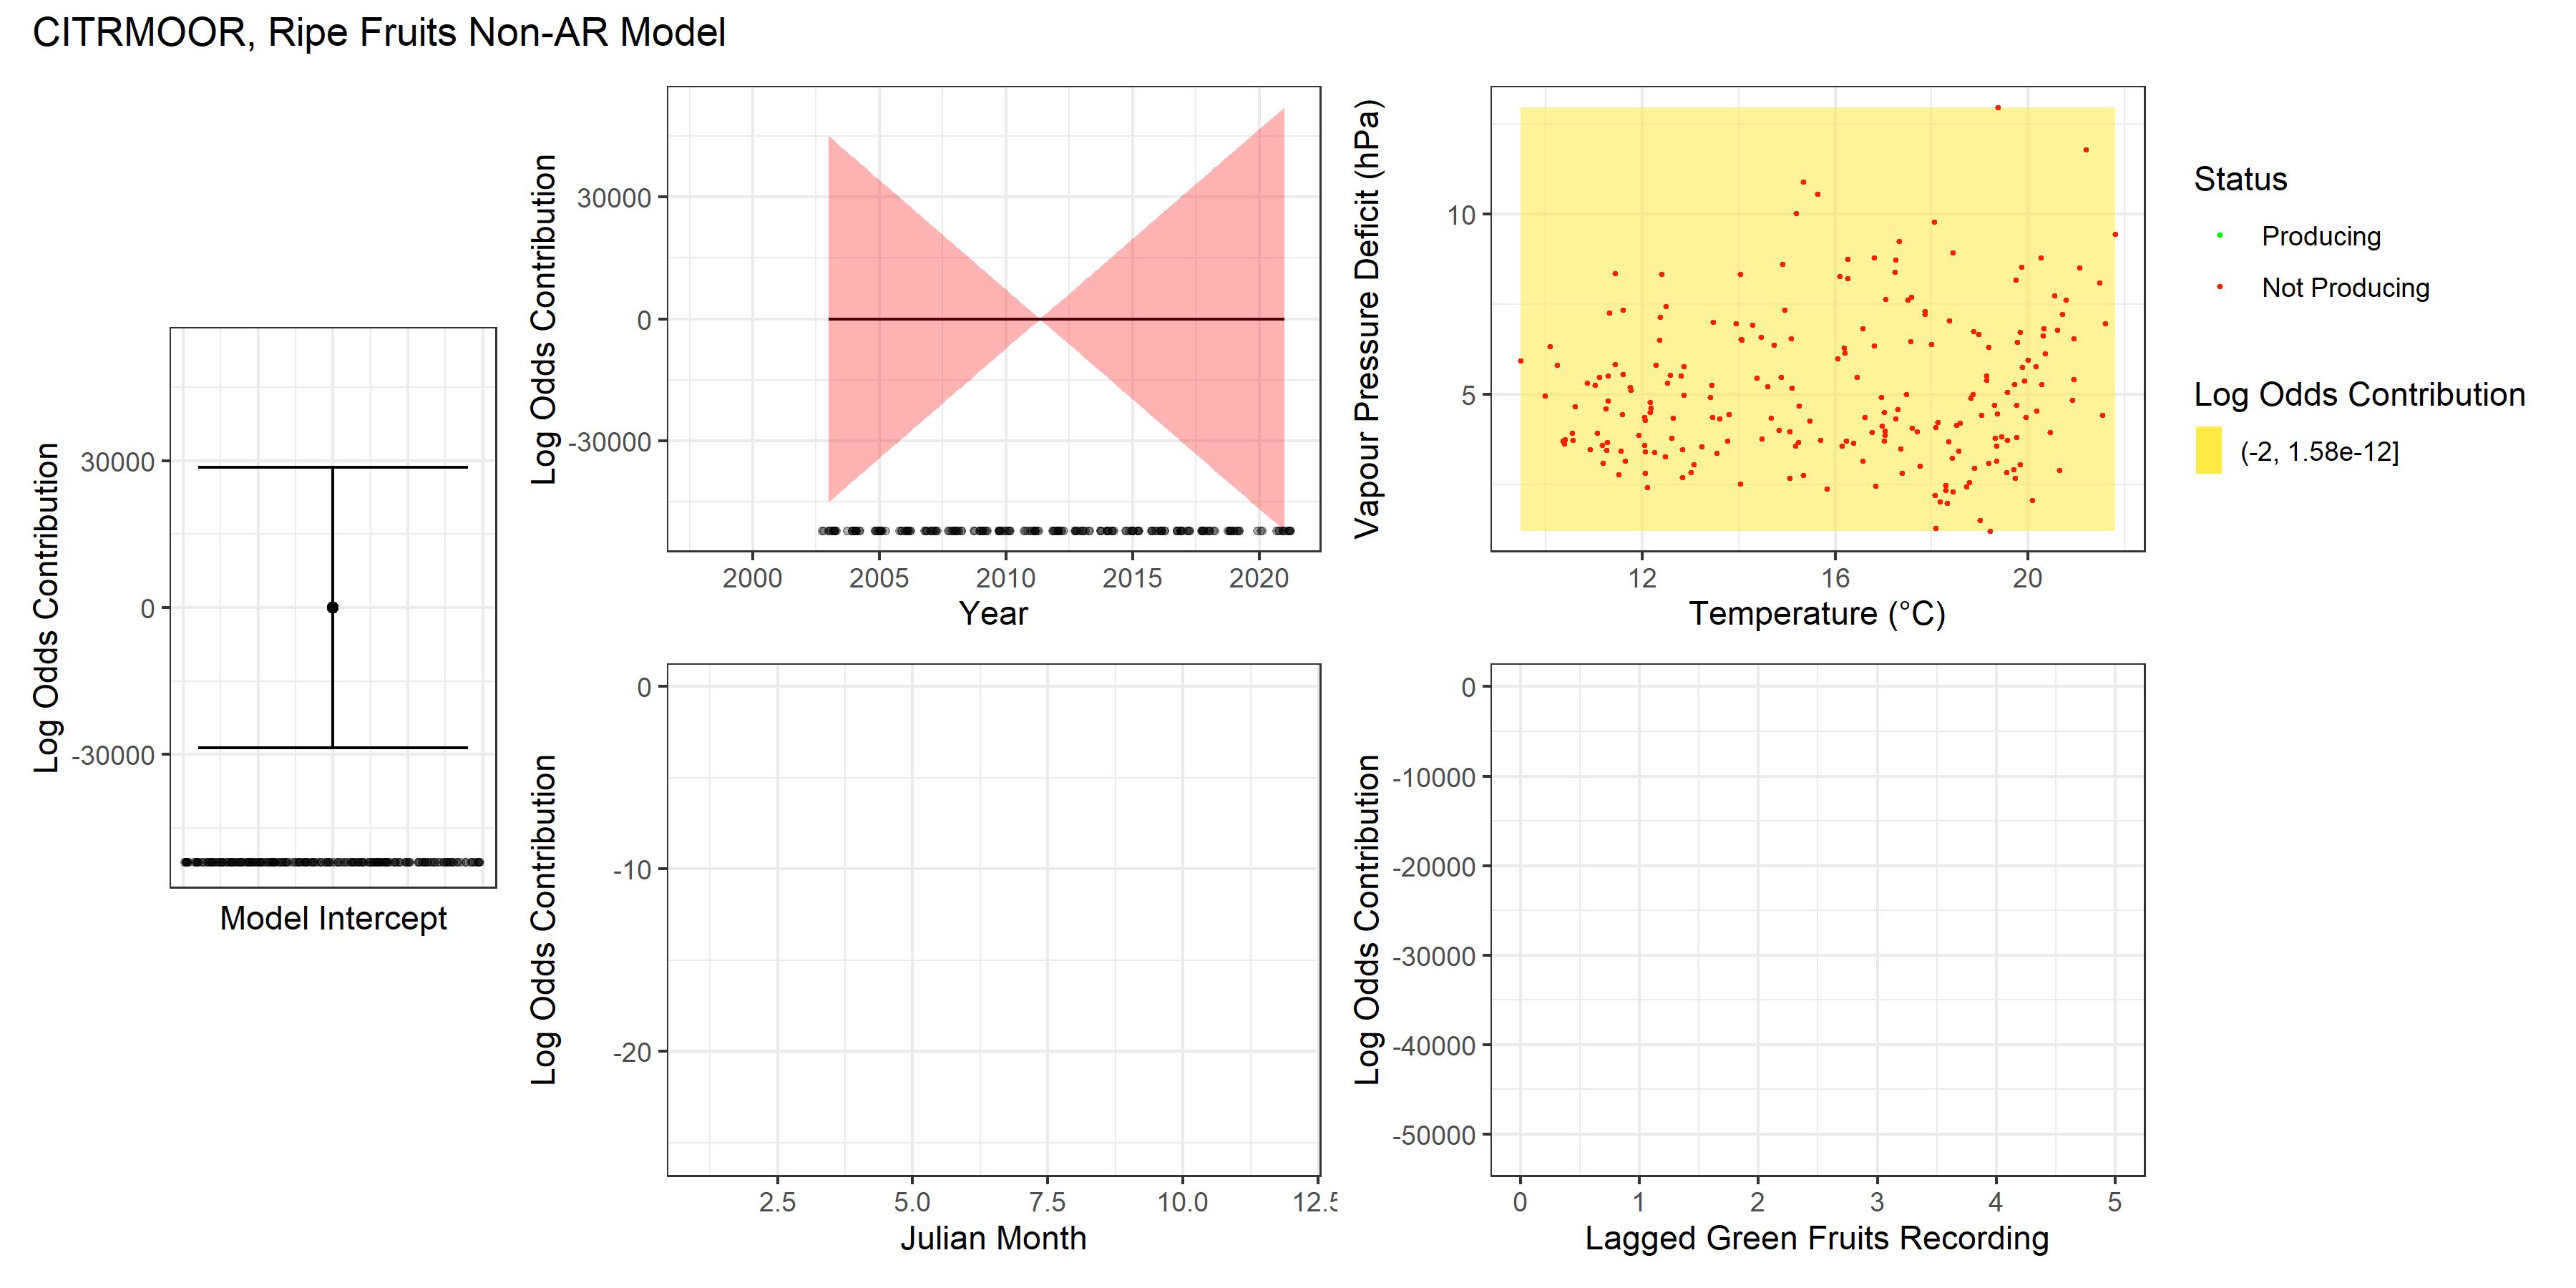 CITRMOOR, Ripe Fruits Non-AR Model
Log Odds Contribution
30000
0
-30000
Model Intercept
Log Odds Contribution
30000
0
-30000
2000 2005 2010 2015 2020
Year
Vapour Pressure Deficit (hPa)
10
5
12 16 20
Temperature (°C)
Status
Producing
Not Producing
Log Odds Contribution
(-2, 1.58e-12]
Log Odds Contribution
0
-10
-20
2.5 5.0 7.5 10.0 12.5
Julian Month
Log Odds Contribution
0
-10000
-20000
-30000
-40000
-50000
0 1 2 3 4 5
Lagged Green Fruits Recording